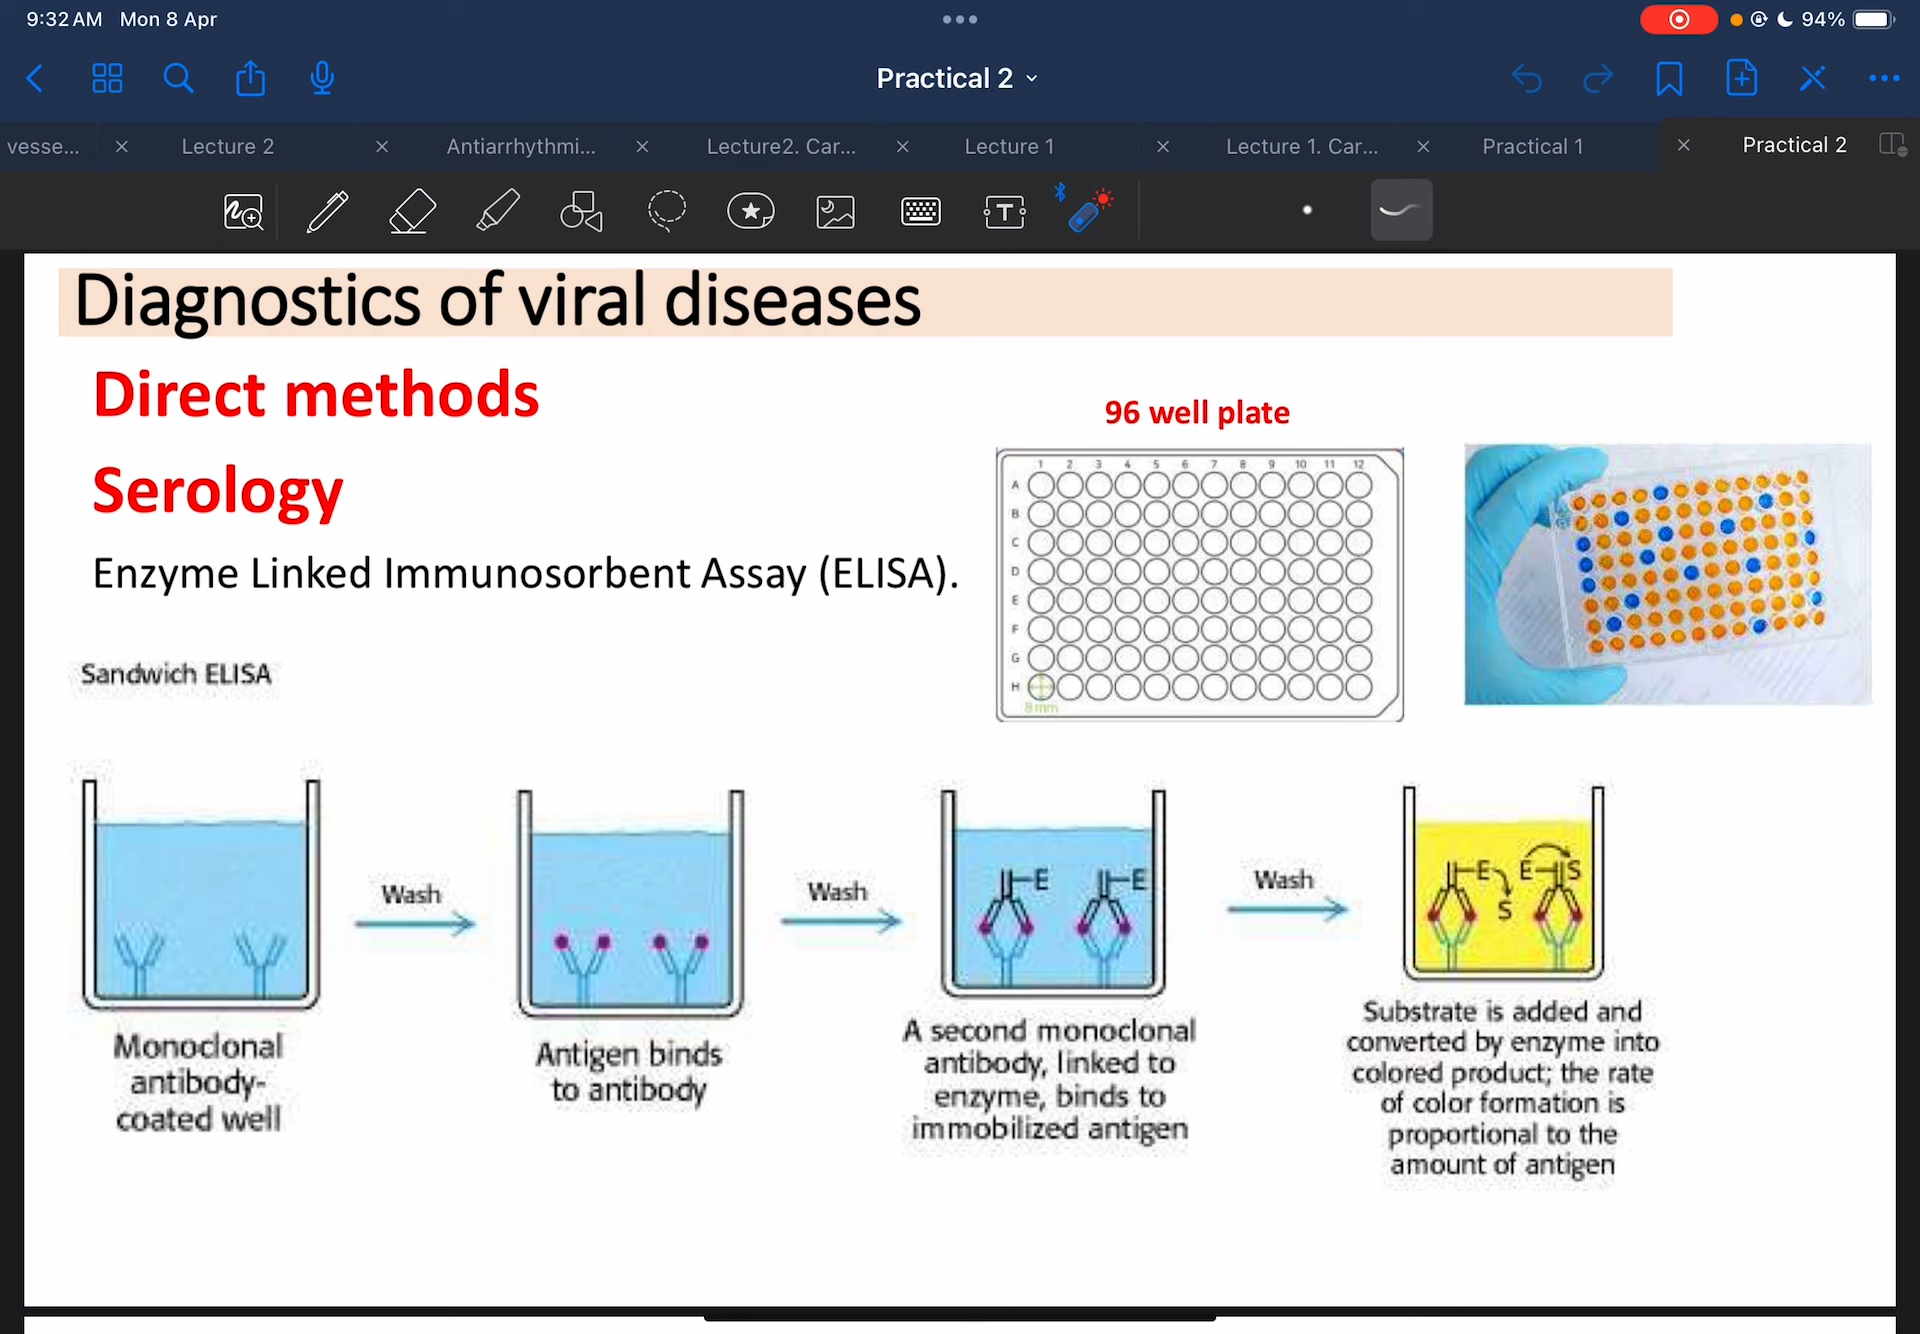 9:32 AM Mon 8 Apr
94%
Practical 2
vesse...
Lecture 2
Antiarrhythmi...
Lecture2. Car...
Lecture 1
Lecture 1. Car...
Practical 1
Practical 2
T
Diagnostics of viral diseases
Direct methods
Serology
Enzyme Linked Immunosorbent Assay (ELISA).
96 well plate
1 2 3 4 5 6 7 8 9 10 11 12
A
B
C
D
E
F
G
H
8 mm
Sandwich ELISA
Wash
Wash
Wash
E E
E E S
S
Monoclonal
antibody-
coated well
Antigen binds
to antibody
A second monoclonal
antibody, linked to
enzyme, binds to
immobilized antigen
Substrate is added and
converted by enzyme into
colored product; the rate
of color formation is
proportional to the
amount of antigen